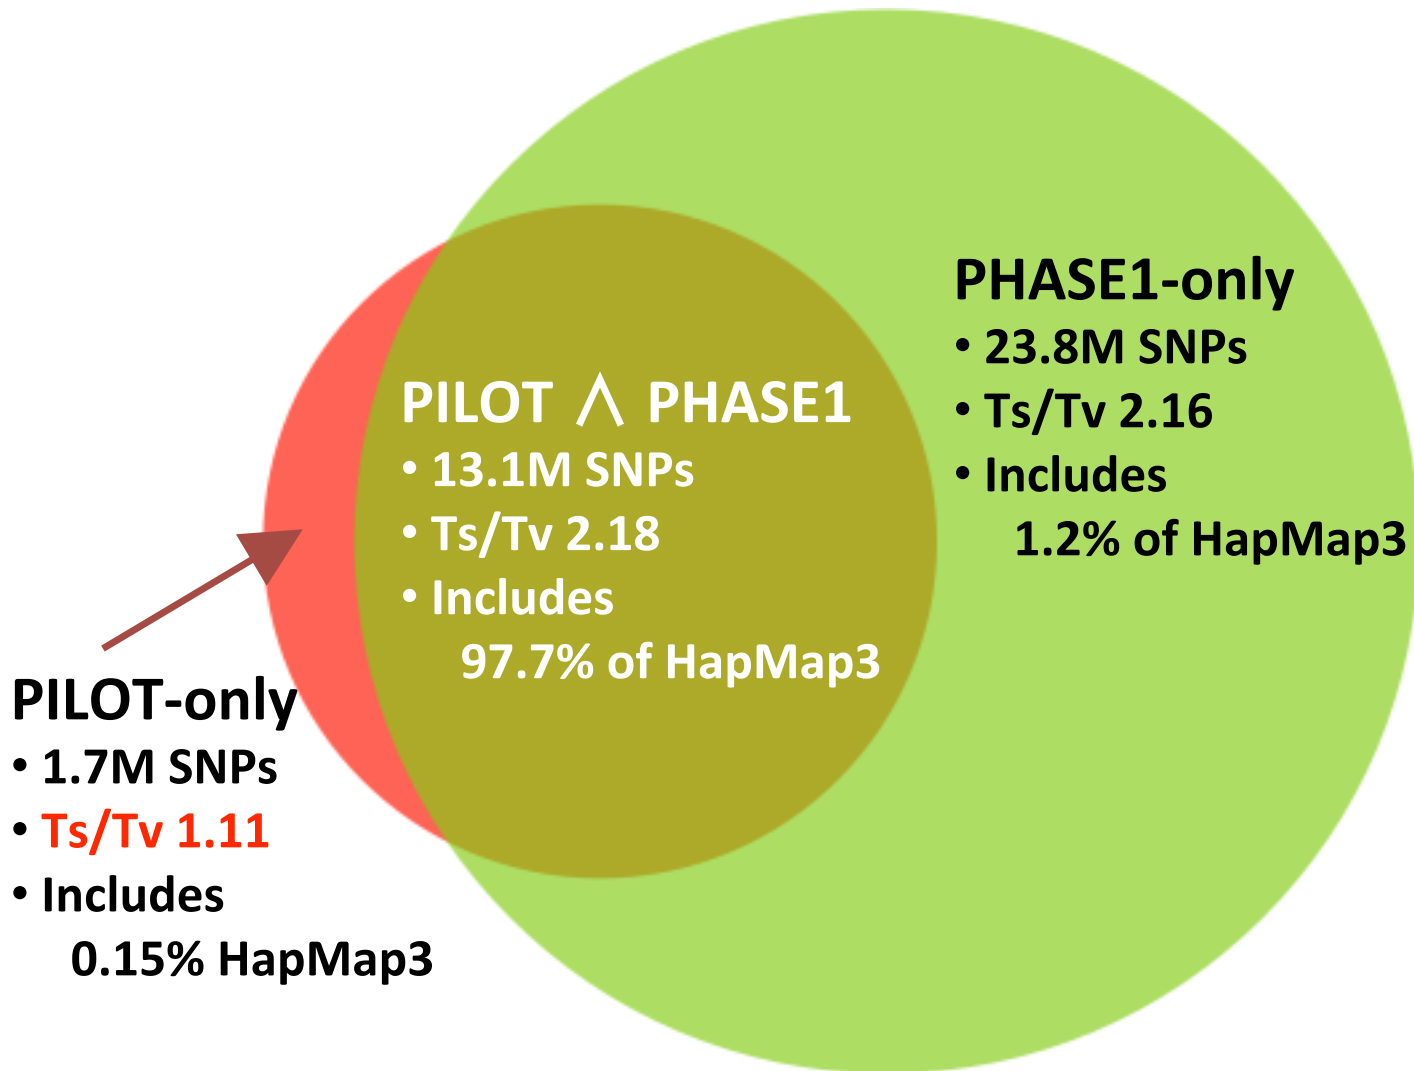 PHASE1-only
• 23.8M SNPs
• Ts/Tv 2.16
• Includes
1.2% of HapMap3
PILOT ∧ PHASE1
• 13.1M SNPs
• Ts/Tv 2.18
• Includes
97.7% of HapMap3
PILOT-only
• 1.7M SNPs
• Ts/Tv 1.11
• Includes
0.15% HapMap3